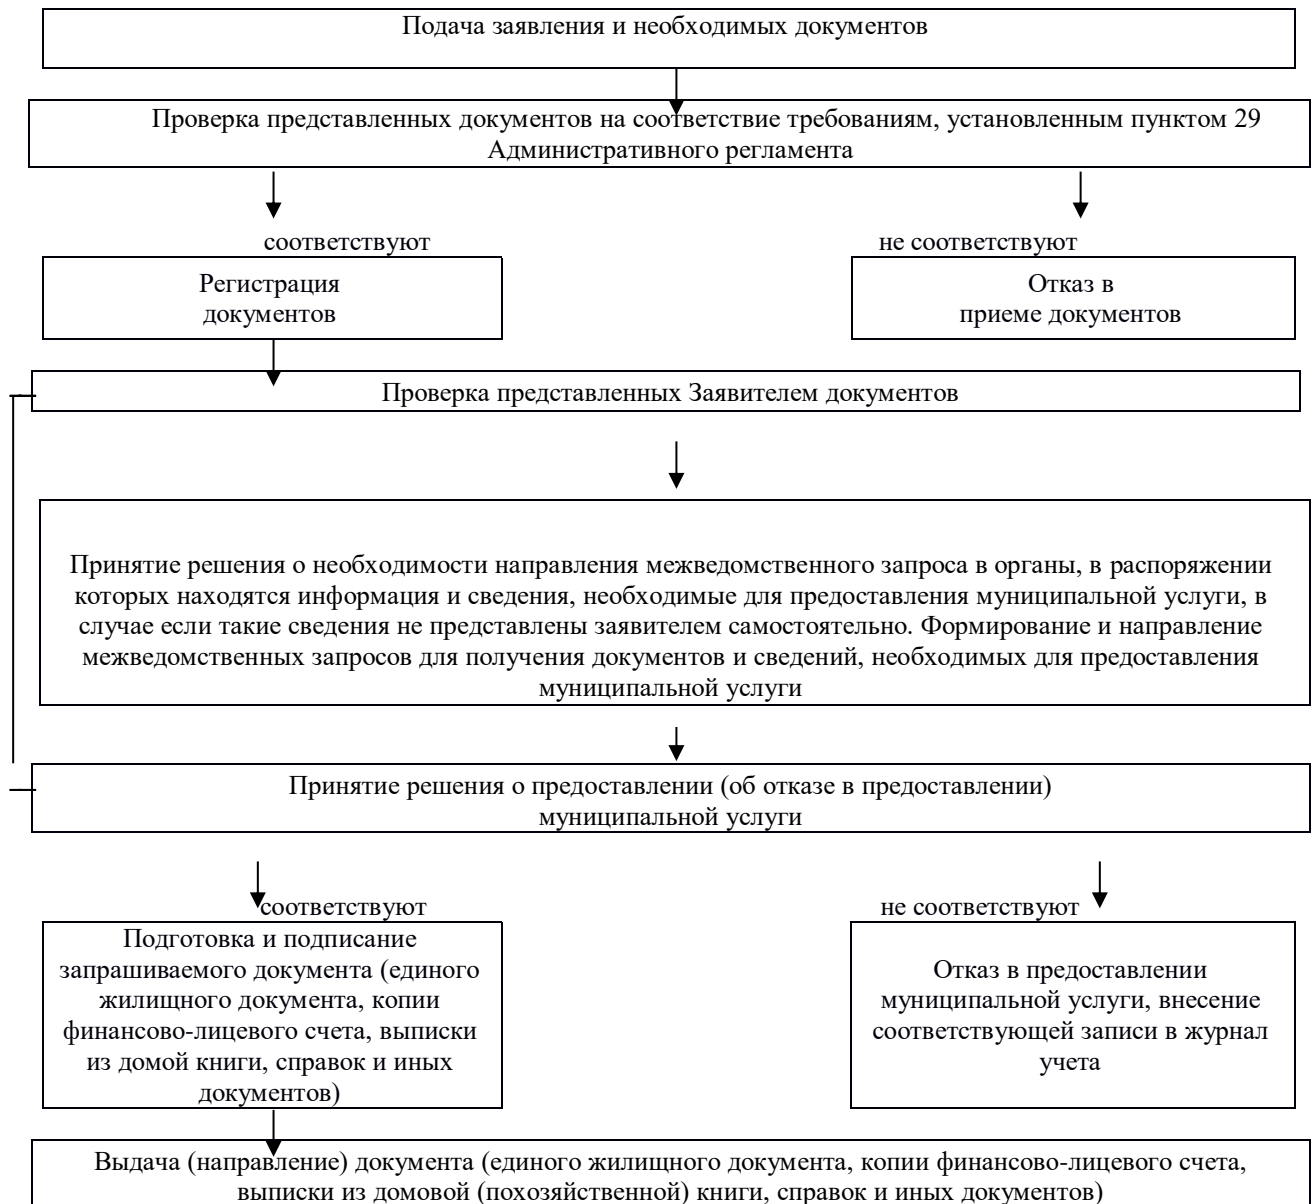 Подача заявления и необходимых документов
Проверка представленных документов на соответствие требованиям, установленным пунктом 29
Административного регламента
соответствуют
не соответствуют
Регистрация
документов
Отказ в
приеме документов
Проверка представленных Заявителем документов
Принятие решения о необходимости направления межведомственного запроса в органы, в распоряжении
которых находятся информация и сведения, необходимые для предоставления муниципальной услуги, в
случае если такие сведения не представлены заявителем самостоятельно. Формирование и направление
межведомственных запросов для получения документов и сведений, необходимых для предоставления
муниципальной услуги
Принятие решения о предоставлении (об отказе в предоставлении)
муниципальной услуги
соответствуют
не соответствуют
Подготовка и подписание
запрашиваемого документа (единого
жилищного документа, копии
финансово-лицевого счета, выписки
из домой книги, справок и иных
документов)
Отказ в предоставлении
муниципальной услуги, внесение
соответствующей записи в журнал
учета
Выдача (направление) документа (единого жилищного документа, копии финансово-лицевого счета,
выписки из домовой (похозяйственной) книги, справок и иных документов)